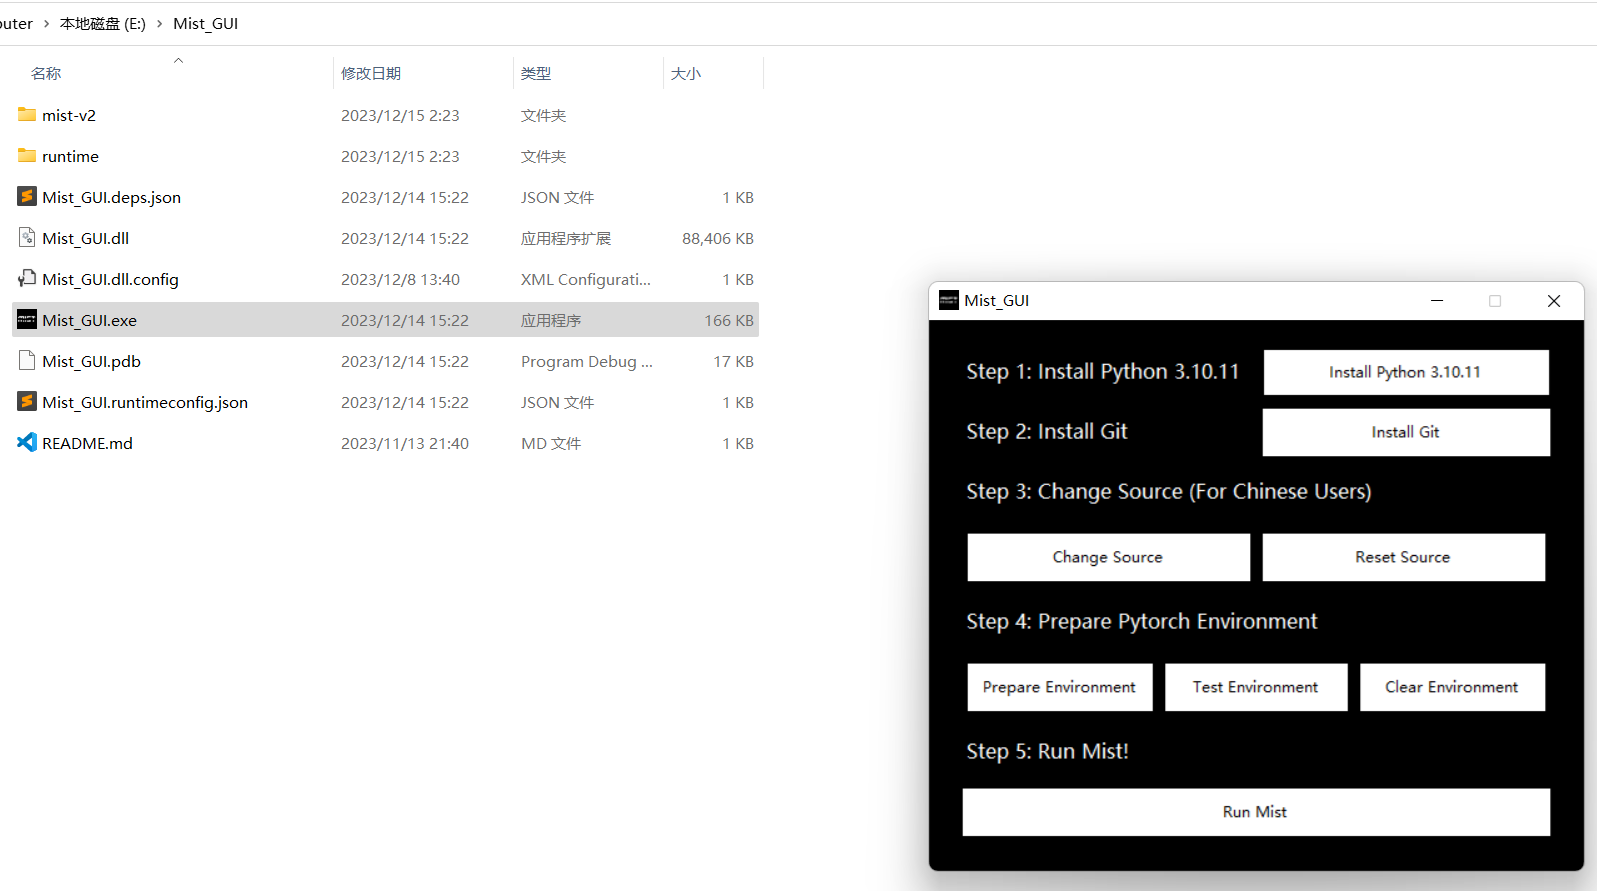 outer > 本地磁盘 (E:) > Mist_GUI
名称 修改日期 类型 大小
mist-v2 2023/12/15 2:23 文件夹
runtime 2023/12/15 2:23 文件夹
Mist_GUI.deps.json 2023/12/14 15:22 JSON 文件 1 KB
Mist_GUI.dll 2023/12/14 15:22 应用程序扩展 88,406 KB
Mist_GUI.dll.config 2023/12/8 13:40 XML Configurati... 1 KB
Mist_GUI.exe 2023/12/14 15:22 应用程序 166 KB
Mist_GUI.pdb 2023/12/14 15:22 Program Debug ... 17 KB
Mist_GUI.runtimeconfig.json 2023/12/14 15:22 JSON 文件 1 KB
README.md 2023/11/13 21:40 MD 文件 1 KB
Mist_GUI
Step 1: Install Python 3.10.11 Install Python 3.10.11
Step 2: Install Git Install Git
Step 3: Change Source (For Chinese Users)
Change Source Reset Source
Step 4: Prepare Pytorch Environment
Prepare Environment Test Environment Clear Environment
Step 5: Run Mist!
Run Mist